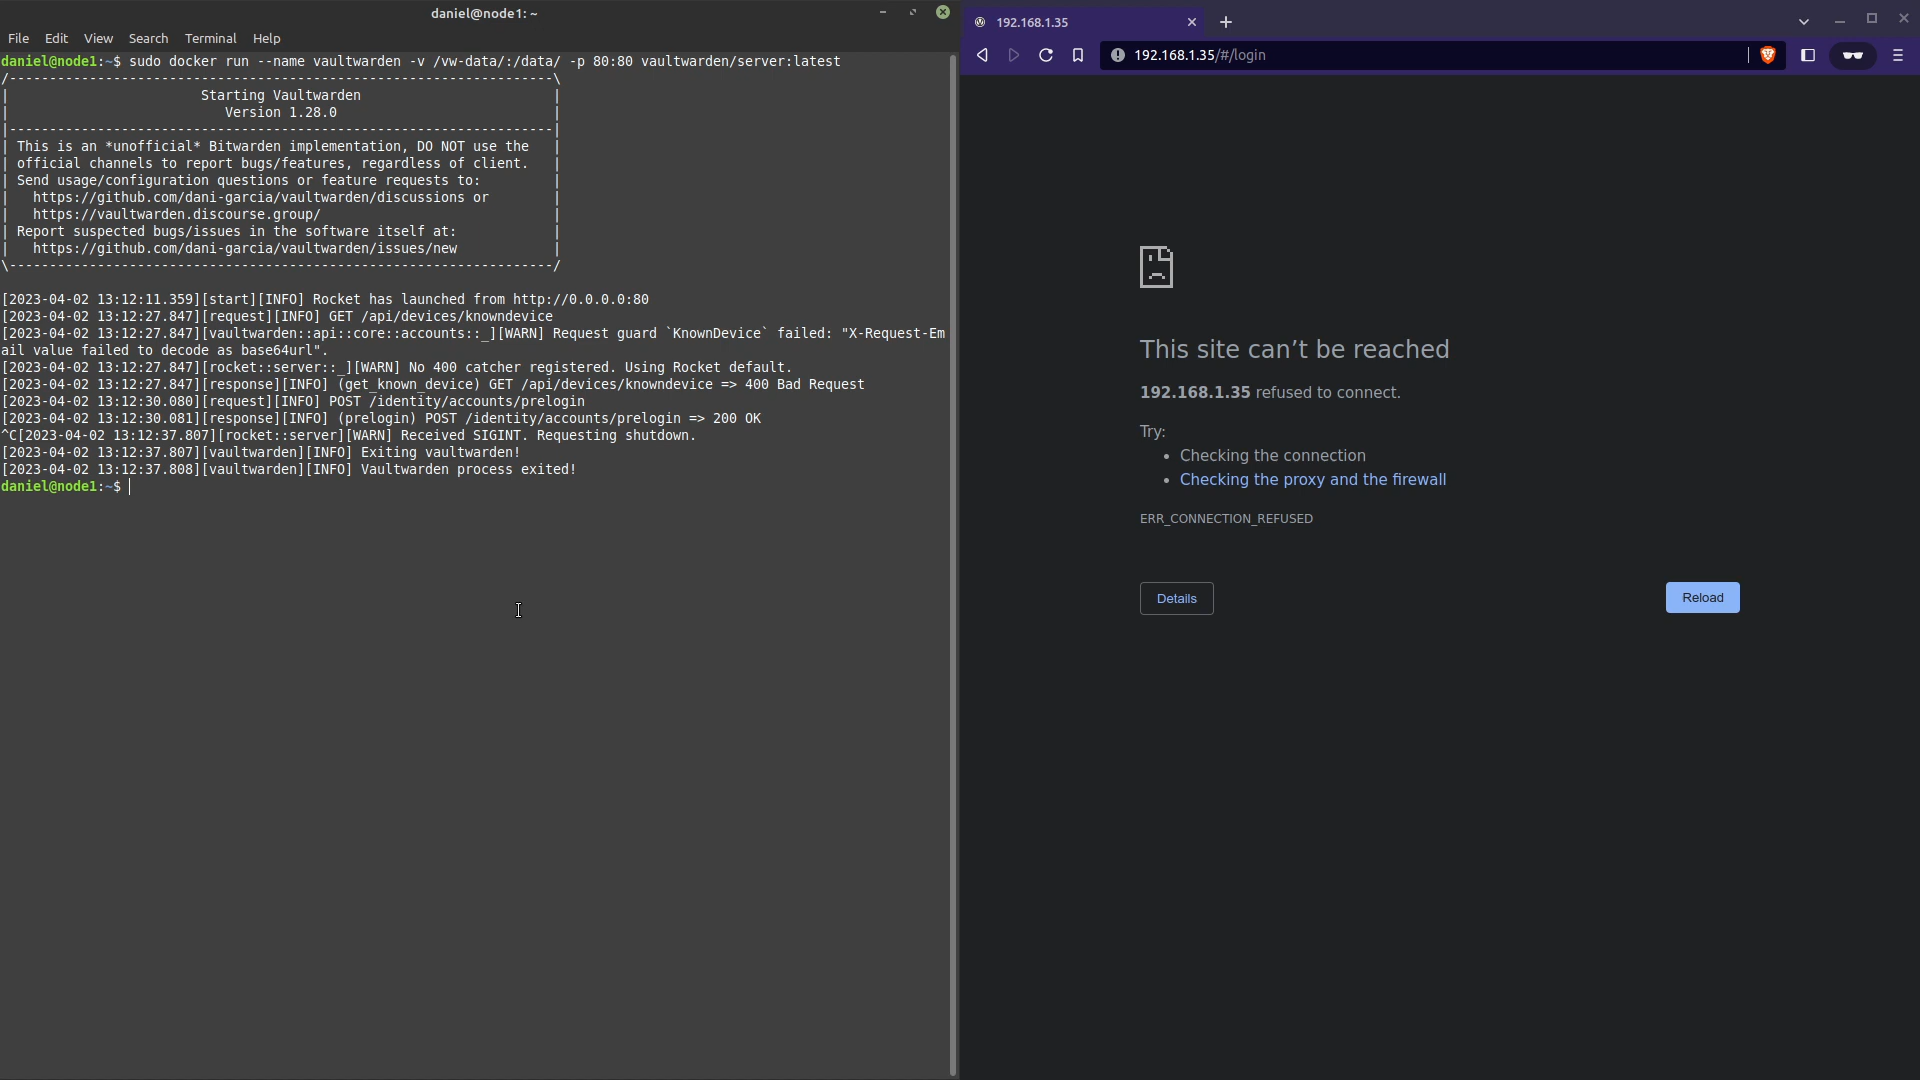 daniel@node1: ~
File Edit View Search Terminal Help
daniel@node1:~$ sudo docker run --name vaultwarden -v /vw-data/:/data/ -p 80:80 vaultwarden/server:latest
/--------------------------------------------------------------------\
|                        Starting Vaultwarden                        |
|                           Version 1.28.0                           |
|--------------------------------------------------------------------|
| This is an *unofficial* Bitwarden implementation, DO NOT use the   |
| official channels to report bugs/features, regardless of client.   |
| Send usage/configuration questions or feature requests to:         |
|   https://github.com/dani-garcia/vaultwarden/discussions or        |
|   https://vaultwarden.discourse.group/                             |
| Report suspected bugs/issues in the software itself at:            |
|   https://github.com/dani-garcia/vaultwarden/issues/new            |
\--------------------------------------------------------------------/
[2023-04-02 13:12:11.359][start][INFO] Rocket has launched from http://0.0.0.0:80
[2023-04-02 13:12:27.847][request][INFO] GET /api/devices/knowndevice
[2023-04-02 13:12:27.847][vaultwarden::api::core::accounts::_][WARN] Request guard `KnownDevice` failed: "X-Request-Em
ail value failed to decode as base64url".
[2023-04-02 13:12:27.847][rocket::server::_][WARN] No 400 catcher registered. Using Rocket default.
[2023-04-02 13:12:27.847][response][INFO] (get_known_device) GET /api/devices/knowndevice => 400 Bad Request
[2023-04-02 13:12:30.080][request][INFO] POST /identity/accounts/prelogin
[2023-04-02 13:12:30.081][response][INFO] (prelogin) POST /identity/accounts/prelogin => 200 OK
^C[2023-04-02 13:12:37.807][rocket::server][WARN] Received SIGINT. Requesting shutdown.
[2023-04-02 13:12:37.807][vaultwarden][INFO] Exiting vaultwarden!
[2023-04-02 13:12:37.808][vaultwarden][INFO] Vaultwarden process exited!
daniel@node1:~$
192.168.1.35
192.168.1.35/#/login
This site can’t be reached
192.168.1.35 refused to connect.
Try:
• Checking the connection
• Checking the proxy and the firewall
ERR_CONNECTION_REFUSED
Details
Reload